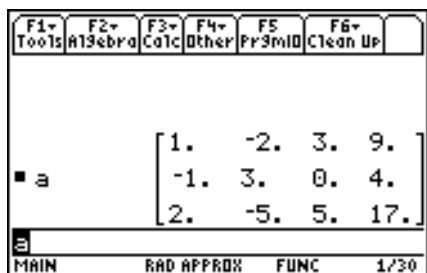 F1▾ F2▾ F3▾ F4▾ F5 F6▾
Tools Algebra Calc Other PrgmIO Clean Up
[1. -2. 3. 9.]
▪ a [-1. 3. 0. 4.]
[2. -5. 5. 17.]
a
MAIN RAD APPROX FUNC 1/30